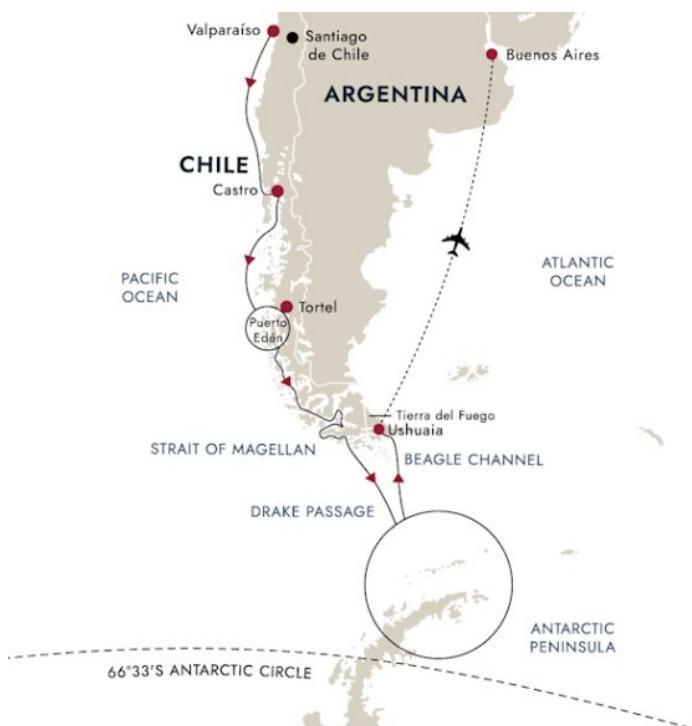 Valparaíso
Santiago
de Chile
Buenos Aires
ARGENTINA
CHILE
Castro
PACIFIC
OCEAN
ATLANTIC
OCEAN
Tortel
Puerto
Edén
Tierra del Fuego
Ushuaia
STRAIT OF MAGELLAN
BEAGLE CHANNEL
DRAKE PASSAGE
ANTARCTIC
PENINSULA
66°33'S ANTARCTIC CIRCLE